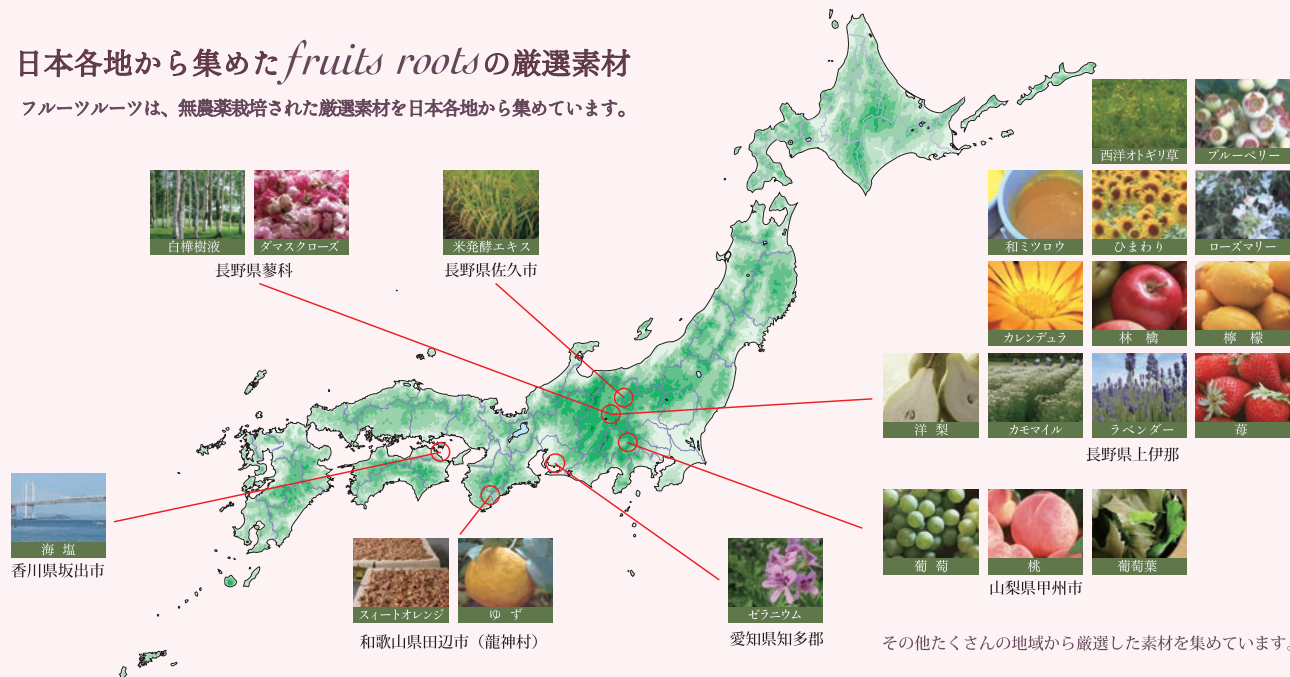 日本各地から集めたfruits rootsの厳選素材
フルーツルーツは、無農薬栽培された厳選素材を日本各地から集めています。
西洋オトギリ草
ブルーベリー
白樺樹液
ダマスクローズ
長野県蓼科
米発酵エキス
長野県佐久市
和ミツロウ
ひまわり
ローズマリー
カレンデュラ
林 檎
檸 檬
洋 梨
カモマイル
ラベンダー
苺
長野県上伊那
海 塩
香川県坂出市
スィートオレンジ
ゆ ず
和歌山県田辺市（龍神村）
ゼラニウム
愛知県知多郡
葡 萄
桃
葡萄葉
山梨県甲州市
その他たくさんの地域から厳選した素材を集めています。